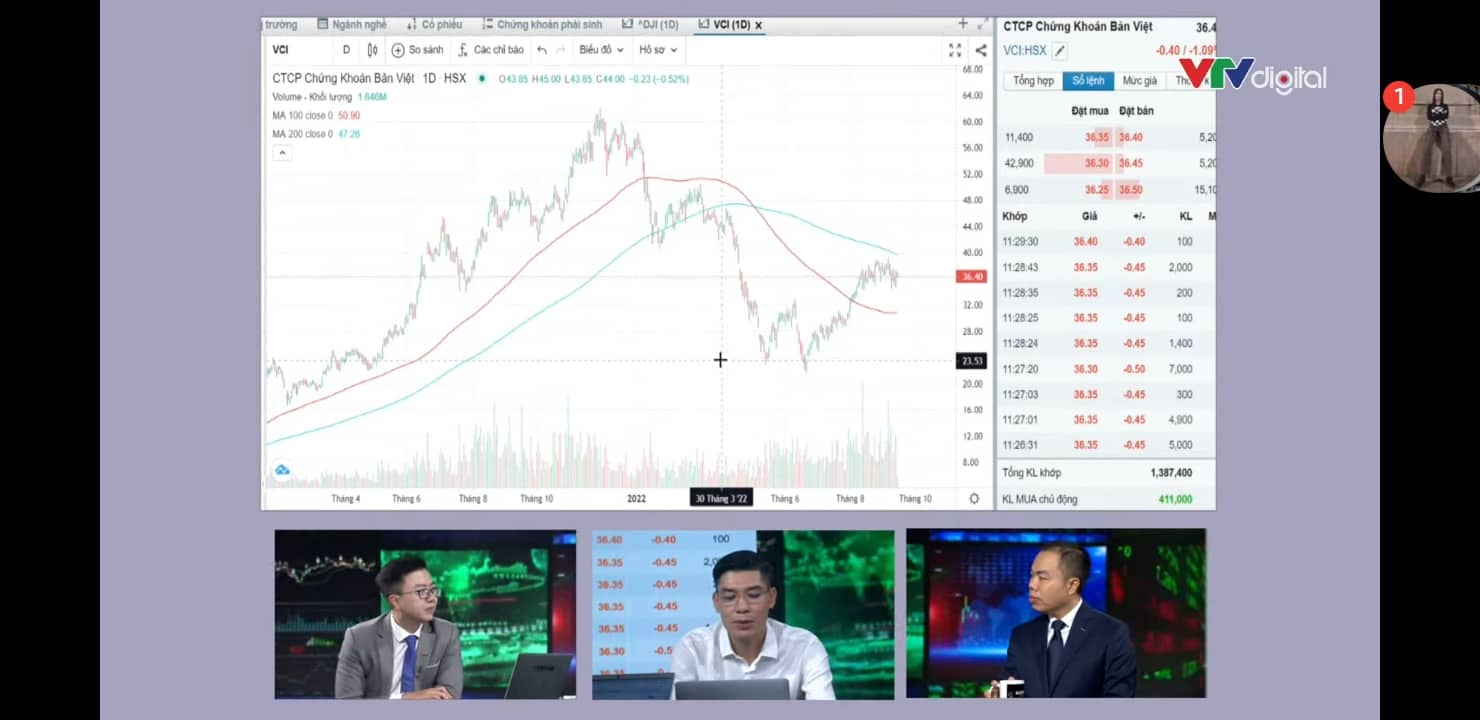 trường Ngành nghề Cổ phiếu Chứng khoán phái sinh ^DJI (1D) VCI (1D) x
VCI D So sánh Các chỉ báo Biểu đồ Hồ sơ
CTCP Chứng Khoán Bản Việt 1D HSX O43.85 H45.00 L43.85 C44.00 -0.23 (-0.52%)
Volume - Khối lượng 1.640M
MA 100 close 0 50.90
MA 200 close 0 47.26
68.00
64.00
60.00
56.00
52.00
48.00
44.00
40.00
36.40
32.00
28.00
23.53
20.00
16.00
12.00
8.00
Tháng 4 Tháng 6 Tháng 8 Tháng 10 2022 30 Tháng 3 '22 Tháng 6 Tháng 8 Tháng 10
CTCP Chứng Khoán Bản Việt 36.4
VCI:HSX -0.40 / -1.09
VTVdigital
Tổng hợp Sổ lệnh Mức giá
Đặt mua Đặt bán
11,400 36.35 36.40 5,20
42,900 36.30 36.45 5,20
6,900 36.25 36.50 15,10
Khớp Giá +/- KL M
11:29:30 36.40 -0.40 100
11:28:43 36.35 -0.45 2,000
11:28:35 36.35 -0.45 200
11:28:25 36.35 -0.45 100
11:28:24 36.35 -0.45 1,400
11:27:20 36.30 -0.50 7,000
11:27:03 36.35 -0.45 300
11:27:01 36.35 -0.45 4,900
11:26:31 36.35 -0.45 5,000
Tổng KL khớp 1,387,400
KL MUA chủ động 411,000
1
36.40 -0.40 100
36.35 -0.45
36.35 -0.45
36.35 -0.45
36.35 -0.45
36.30